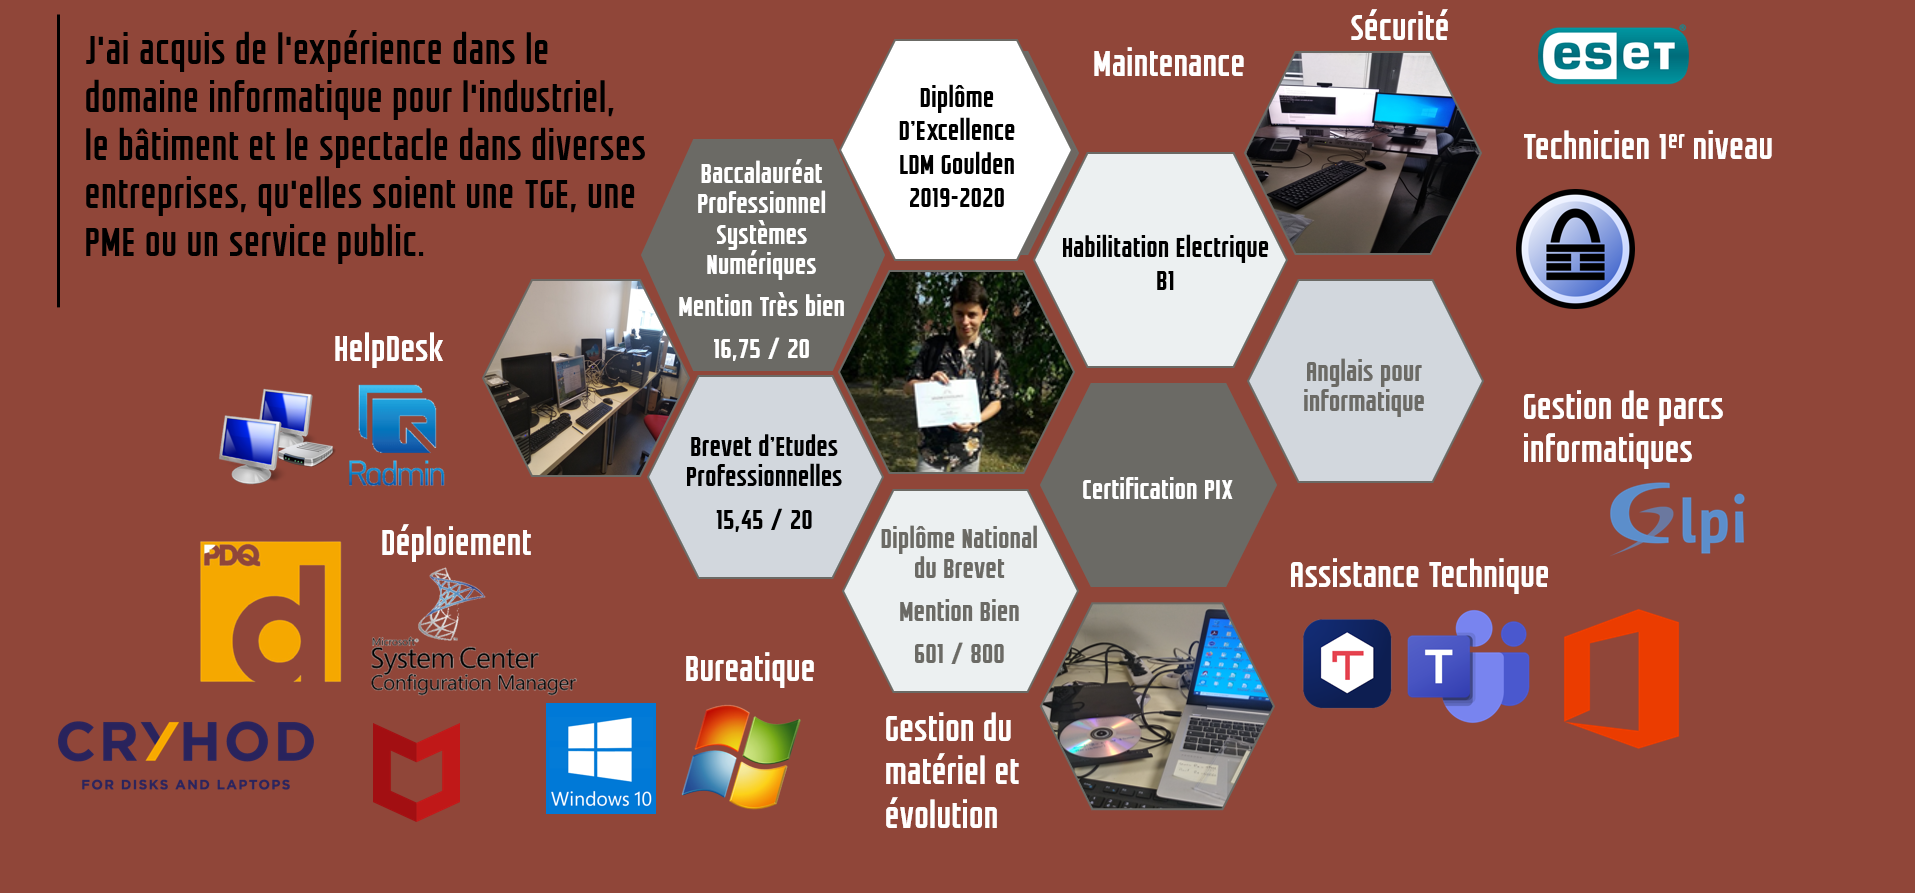 J'ai acquis de l'expérience dans le
domaine informatique pour l'industriel,
le bâtiment et le spectacle dans diverses
entreprises, qu'elles soient une TGE, une
PME ou un service public.
Diplôme
D'Excellence
LDM Goulden
2019-2020
Baccalauréat
Professionnel
Systèmes
Numériques
Mention Très bien
16,75 / 20
Maintenance
Sécurité
eseT
Technicien 1er niveau
Habilitation Electrique
B1
Anglais pour
informatique
HelpDesk
Radmin
Brevet d'Etudes
Professionnelles
15,45 / 20
Certification PIX
Gestion de parcs
informatiques
Glpi
Diplôme National
du Brevet
Mention Bien
601 / 800
Déploiement
PDQ
d
Microsoft®
System Center
Configuration Manager
CRYHOD
FOR DISKS AND LAPTOPS
Bureatique
Windows 10
Gestion du
matériel et
évolution
Assistance Technique
T
T